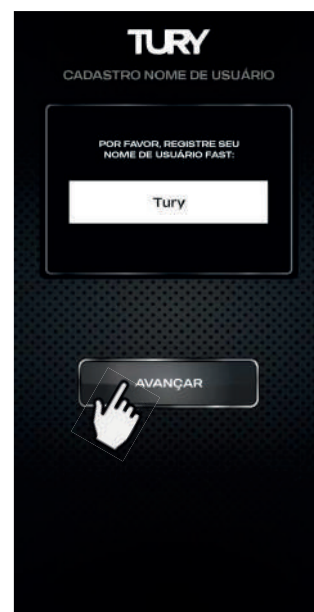 TURY
CADASTRO NOME DE USUÁRIO
POR FAVOR, REGISTRE SEU
NOME DE USUÁRIO FAST:
Tury
AVANÇAR